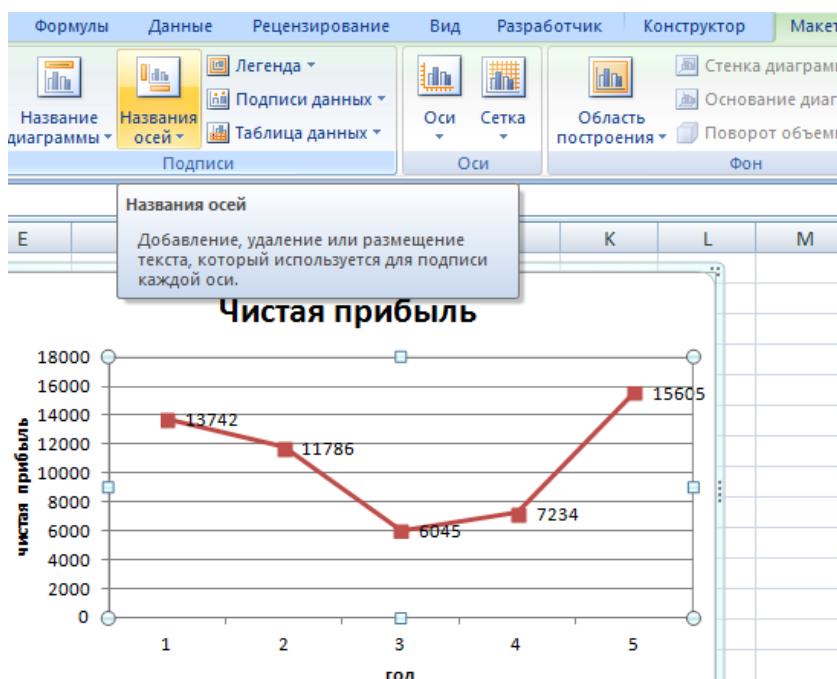 Формулы Данные Рецензирование Вид Разработчик Конструктор Макет
Название диаграммы
Названия осей
Легенда
Подписи данных
Таблица данных
Подписи
Оси
Сетка
Оси
Область построения
Стенка диаграмм
Основание диаг
Поворот объемн
Фон
Названия осей
Добавление, удаление или размещение
текста, который используется для подписи
каждой оси.
E K L M
Чистая прибыль
чистая прибыль
18000
16000
14000
12000
10000
8000
6000
4000
2000
0
13742
11786
6045
7234
15605
1 2 3 4 5
год